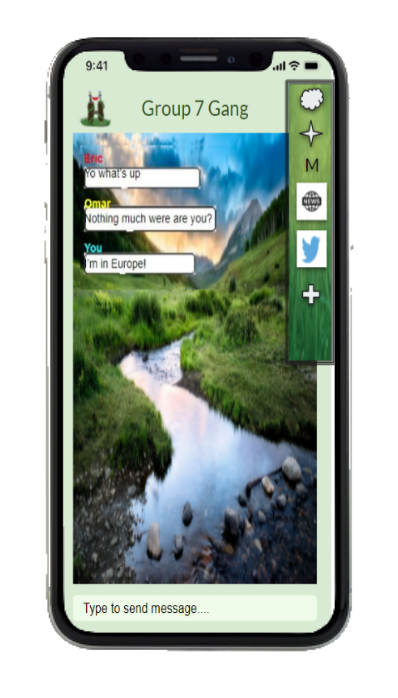 9:41
Group 7 Gang
Eric
Yo what's up
Omar
Nothing much were are you?
You
I'm in Europe!
M
NEWS
Type to send message....